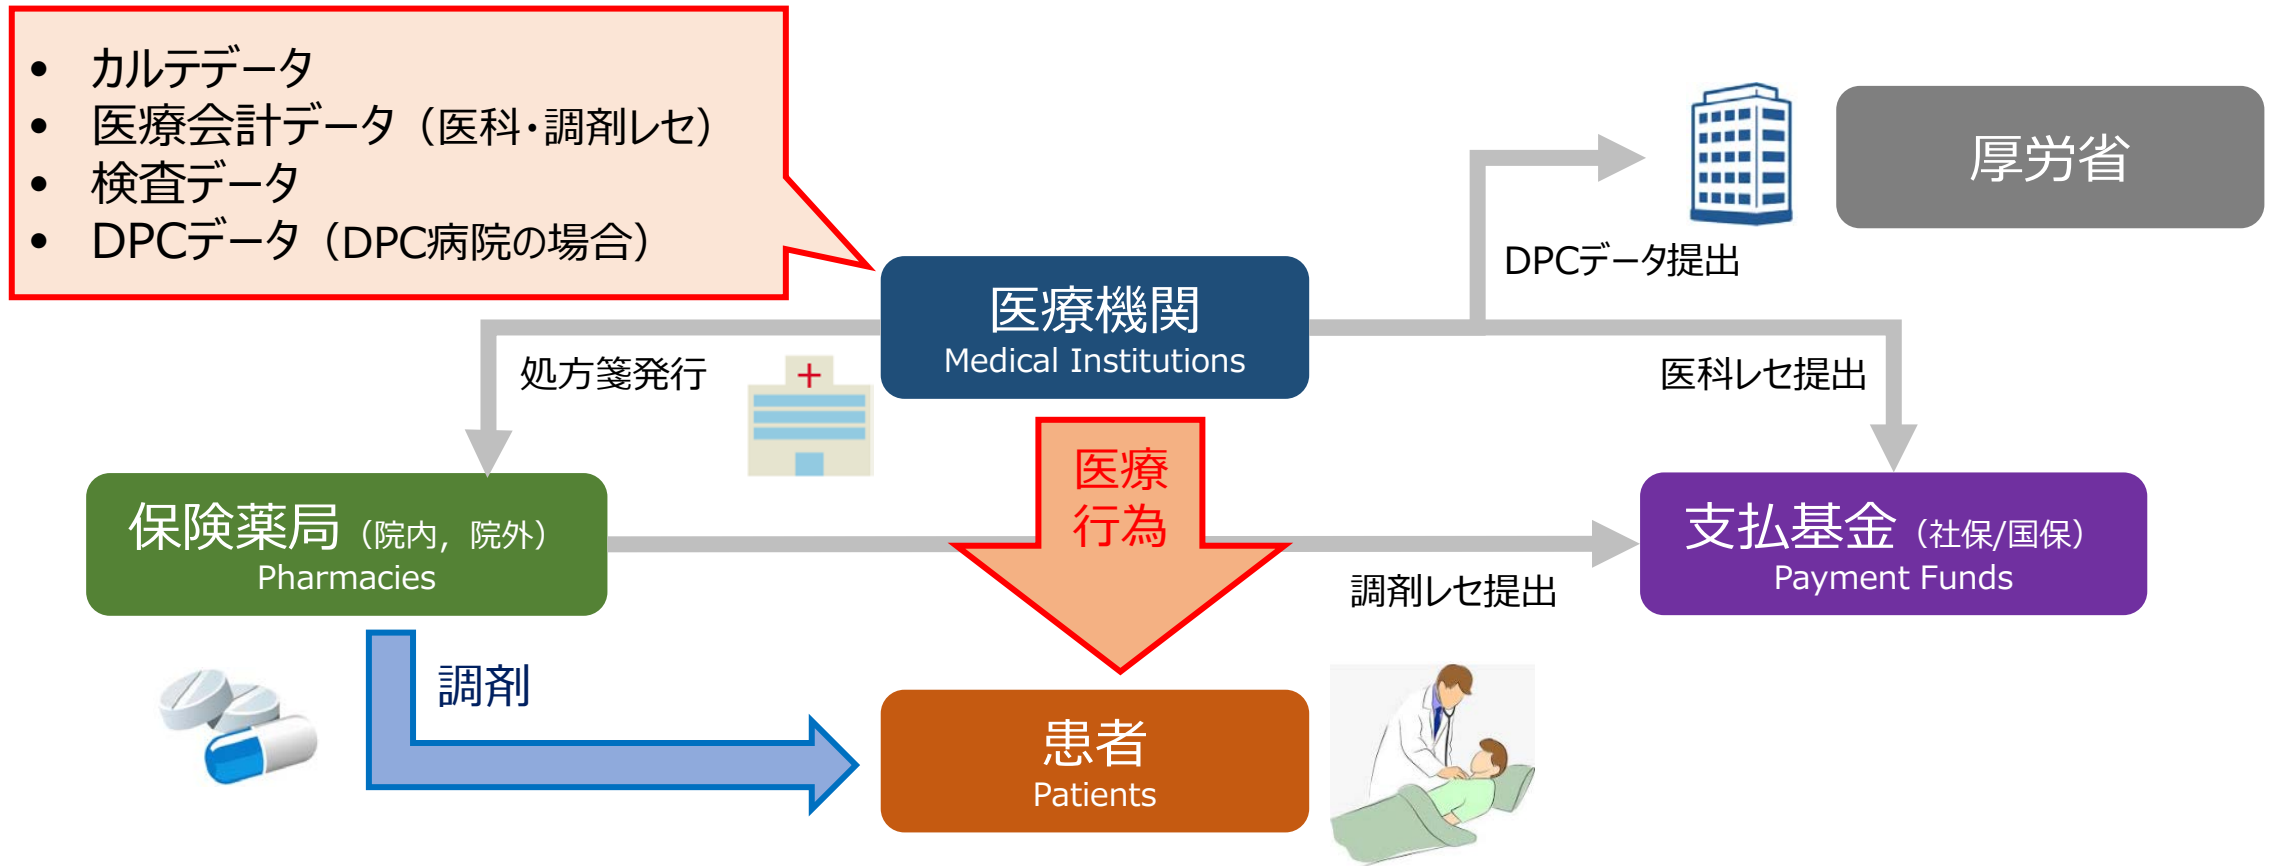 • カルテデータ
• 医療会計データ（医科・調剤レセ）
• 検査データ
• DPCデータ（DPC病院の場合）
厚労省
DPCデータ提出
医療機関
Medical Institutions
処方箋発行
医科レセ提出
医療
行為
保険薬局（院内，院外）
Pharmacies
支払基金（社保/国保）
Payment Funds
調剤レセ提出
調剤
患者
Patients